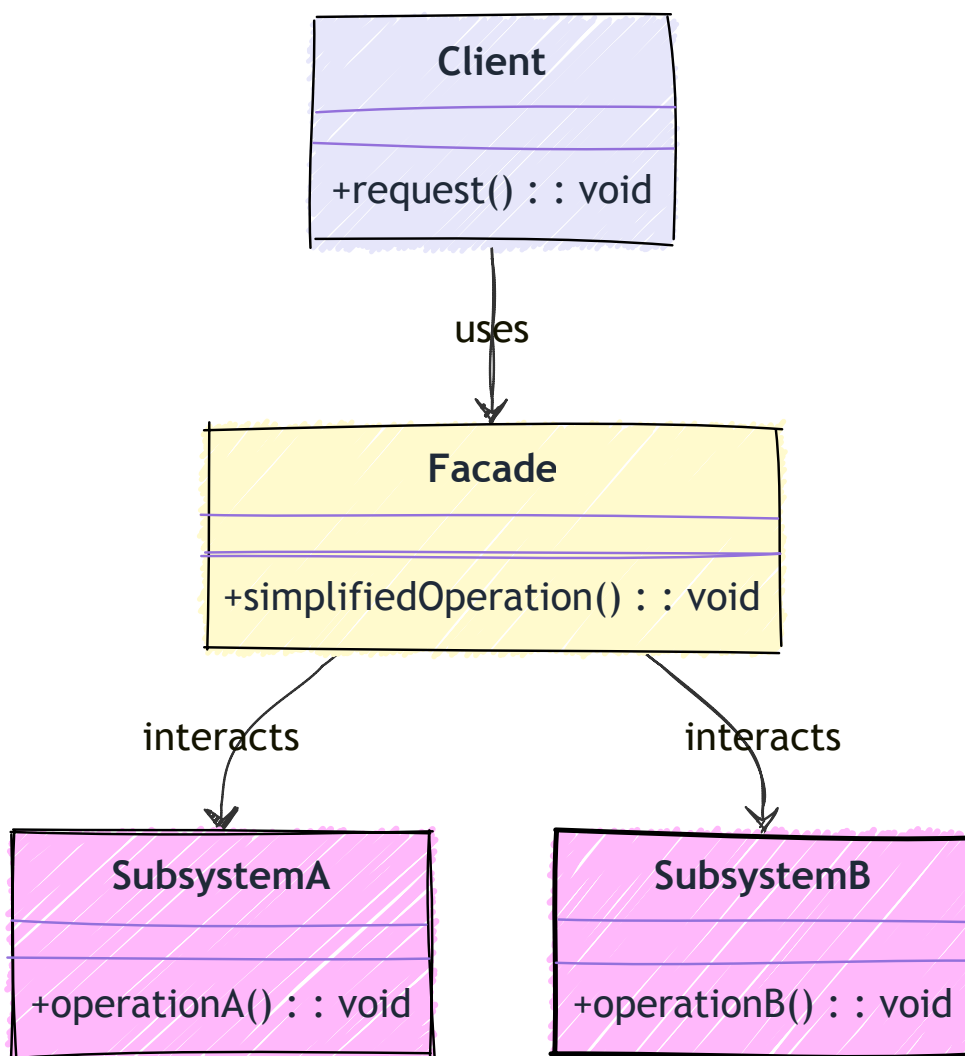 Client
+request() : : void
uses
Facade
+simplifiedOperation() : : void
interacts
interacts
SubsystemA
SubsystemB
+operationA() : : void
+operationB() : : void